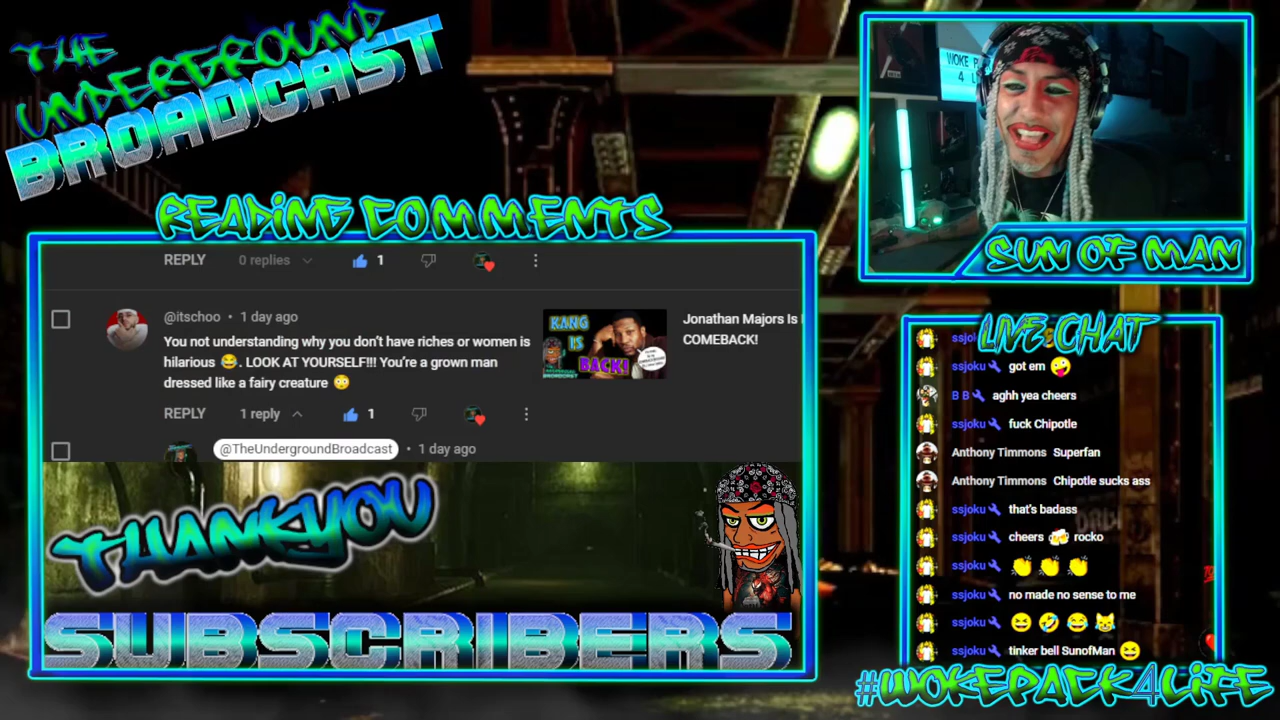 THE
UNDERGROUND
BROADCAST
READING COMMENTS
REPLY 0 replies 1
@itschoo • 1 day ago
You not understanding why you don't have riches or women is
hilarious 😂. LOOK AT YOURSELF!!! You're a grown man
dressed like a fairy creature 😳
REPLY 1 reply 1
@TheUndergroundBroadcast • 1 day ago
KANG
IS
BACK!
Jonathan Majors Is
COMEBACK!
THANKYOU
SUBSCRIBERS
WOKE P
4 L
SUN OF MAN
LIVE CHAT
ssjoku got em 🤪
B B aghh yea cheers
ssjoku fuck Chipotle
Anthony Timmons Superfan
Anthony Timmons Chipotle sucks ass
ssjoku that's badass
ssjoku cheers 🍻 rocko
ssjoku 👏 👏 👏
ssjoku no made no sense to me
ssjoku 😆 🤣 😂 😹
ssjoku tinker bell SunofMan 😆
#WOKEPACK4LIFE